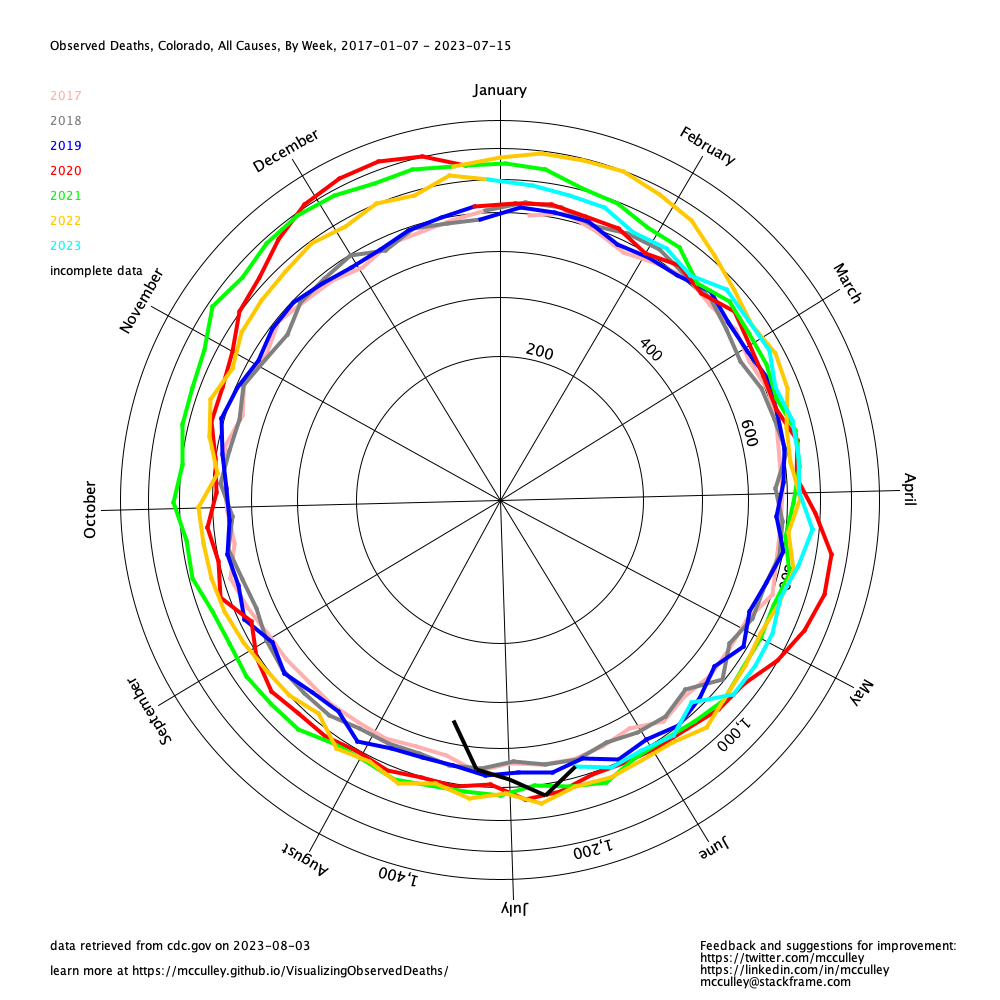 Observed Deaths, Colorado, All Causes, By Week, 2017-01-07 - 2023-07-15
2017
2018
2019
2020
2021
2022
2023
incomplete data
January
February
March
April
May
June
July
August
September
October
November
December
200
400
600
1,000
1,200
1,400
data retrieved from cdc.gov on 2023-08-03
learn more at https://mcculley.github.io/VisualizingObservedDeaths/
Feedback and suggestions for improvement:
https://twitter.com/mcculley
https://linkedin.com/in/mcculley
mcculley@stackframe.com